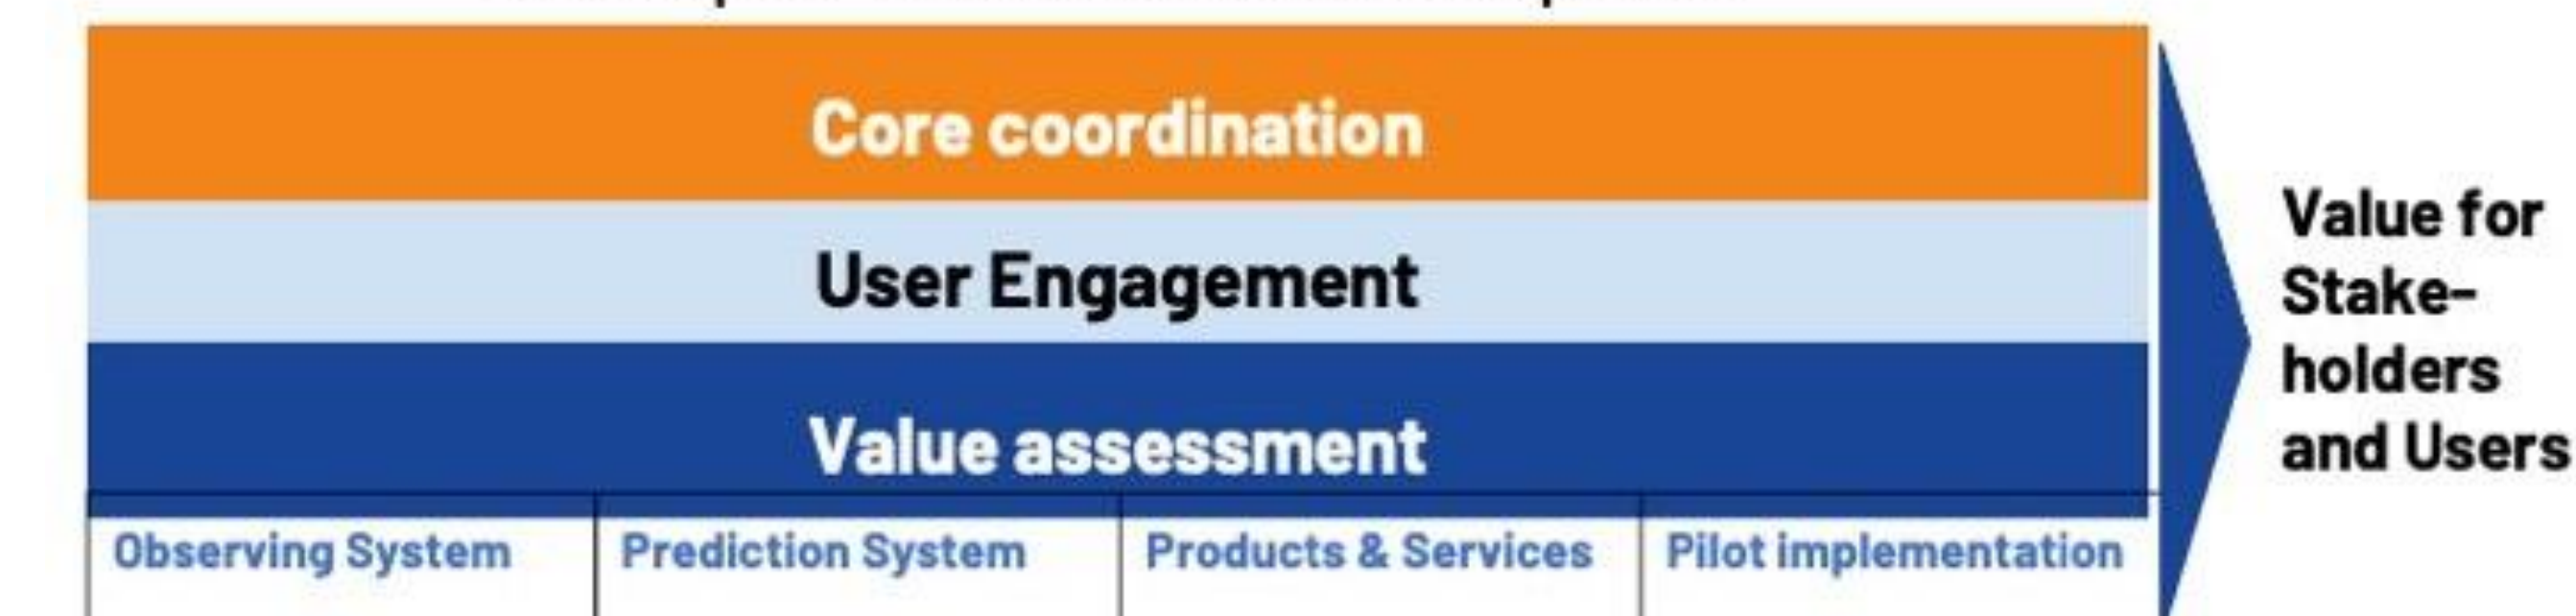 Core coordination
User Engagement
Value assessment
Observing System
Prediction System
Products & Services
Pilot implementation
Value for
Stake-
holders
and Users